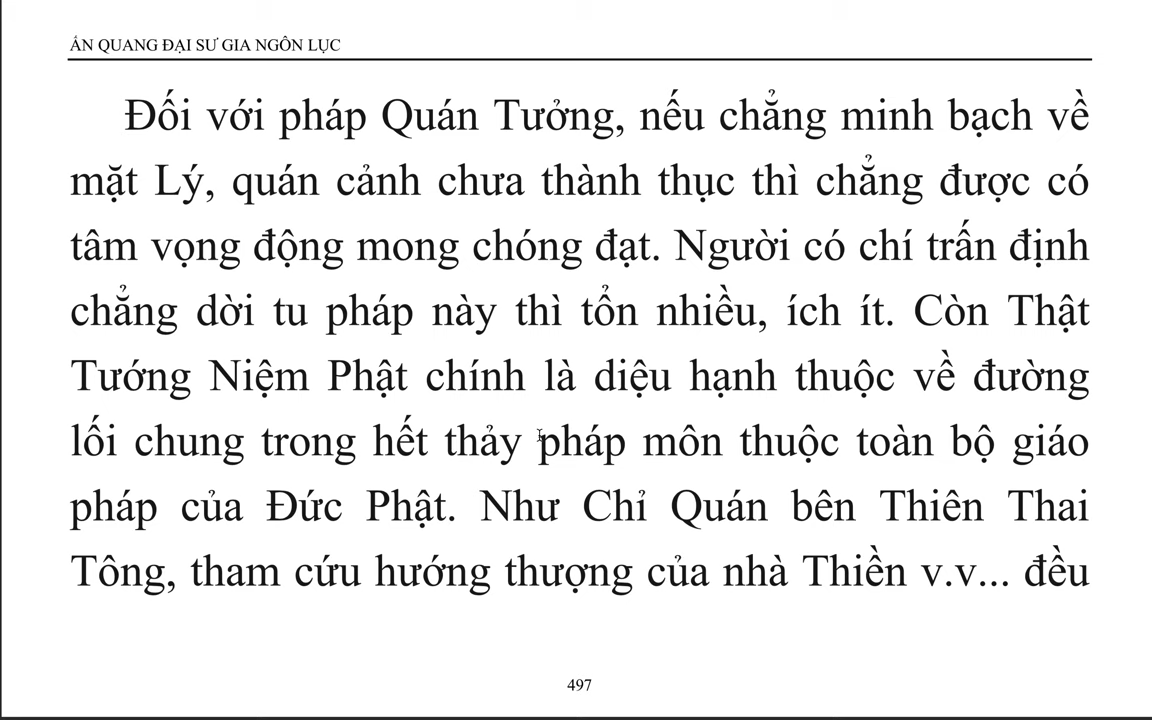 ẤN QUANG ĐẠI SƯ GIA NGÔN LỤC
Đối với pháp Quán Tưởng, nếu chẳng minh bạch về
mặt Lý, quán cảnh chưa thành thục thì chẳng được có
tâm vọng động mong chóng đạt. Người có chí trấn định
chẳng dời tu pháp này thì tổn nhiều, ích ít. Còn Thật
Tướng Niệm Phật chính là diệu hạnh thuộc về đường
lối chung trong hết thảy pháp môn thuộc toàn bộ giáo
pháp của Đức Phật. Như Chỉ Quán bên Thiên Thai
Tông, tham cứu hướng thượng của nhà Thiền v.v... đều
497